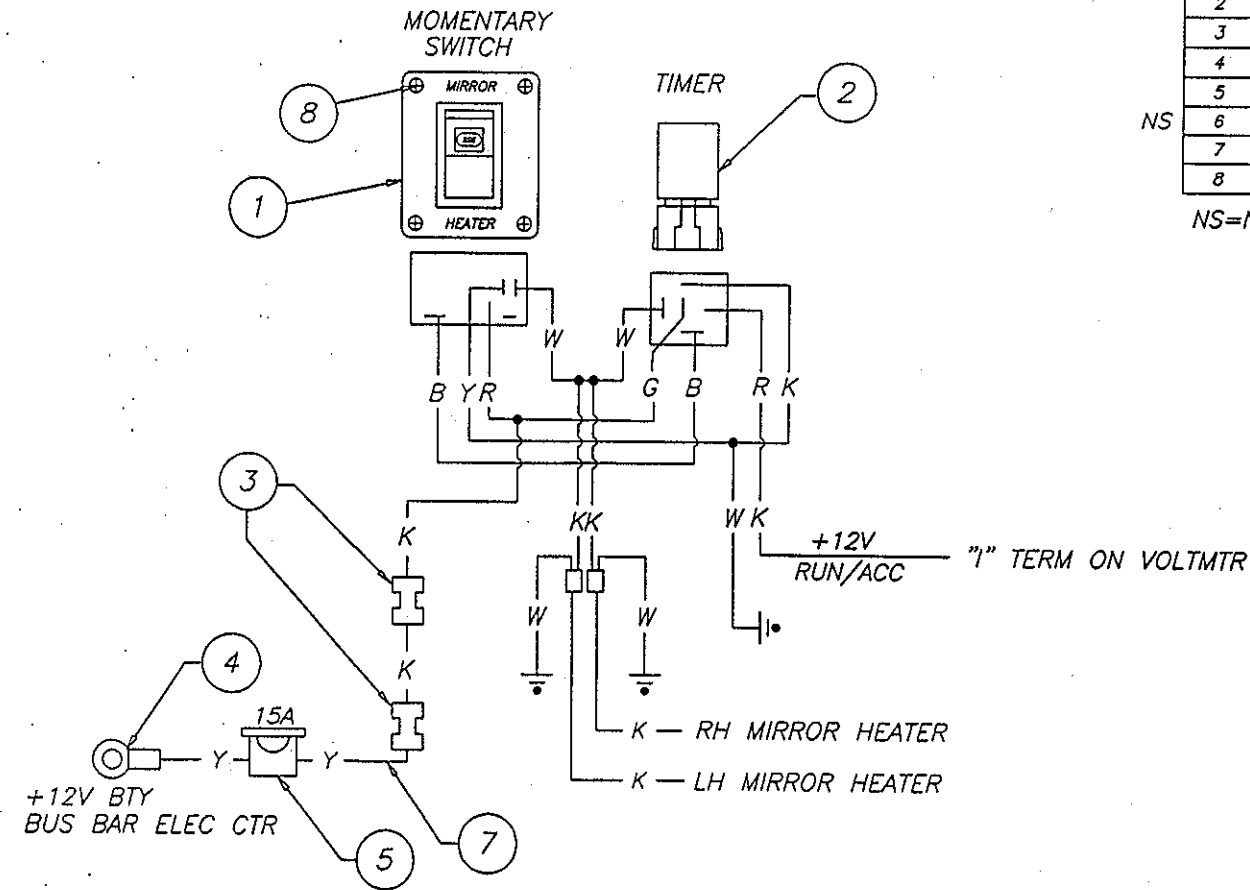 MOMENTARY
SWITCH
MIRROR
HEATER
TIMER
8
1
2
2
3
4
5
NS 6
7
8
NS=
W
W
B
Y R
G
B
R
K
3
K
K K
W
K
+12V
RUN/ACC
"I" TERM ON VOLTMTR
W
W
K
4
15A
Y
Y
K RH MIRROR HEATER
K LH MIRROR HEATER
+12V BTY
BUS BAR ELEC CTR
5
7